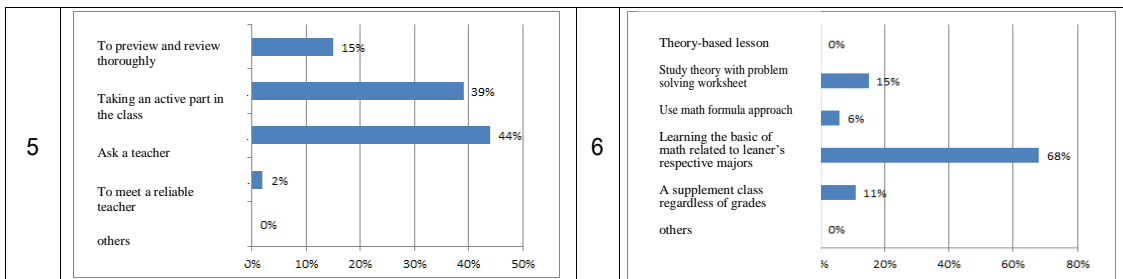 5
To preview and review
thoroughly
15%
Taking an active part in
the class
39%
Ask a teacher
44%
To meet a reliable
teacher
2%
others
0%
0%
10%
20%
30%
40%
50%
6
Theory-based lesson
0%
Study theory with problem
solving worksheet
15%
Use math formula approach
6%
Learning the basic of
math related to leaner's
respective majors
68%
A supplement class
regardless of grades
11%
others
0%
%
20%
40%
60%
80%